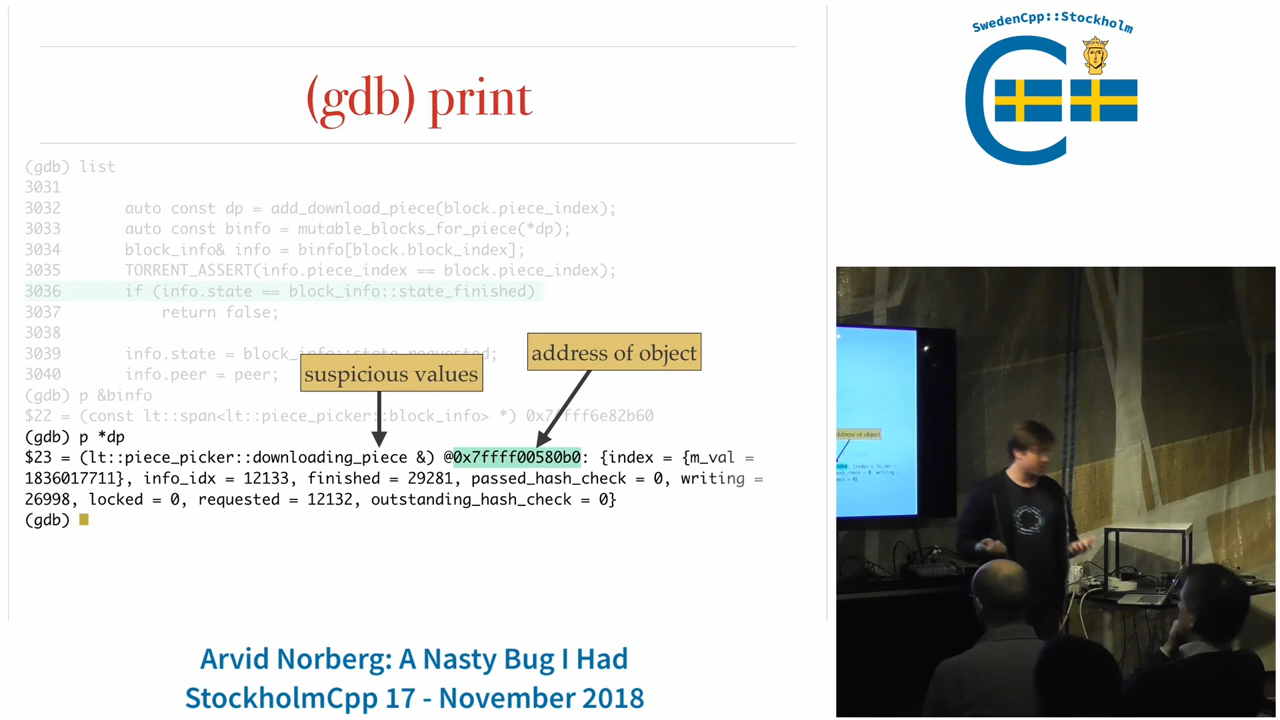 SwedenCpp::Stockholm
(gdb) print
(gdb) list
3031
3032 auto const dp = add_download_piece(block.piece_index);
3033 auto const binfo = mutable_blocks_for_piece(*dp);
3034 block_info& info = binfo[block.block_index];
3035 TORRENT_ASSERT(info.piece_index == block.piece_index);
3036 if (info.state == block_info::state_finished)
3037 return false;
3038
3039 info.state = block_info::state_requested;
3040 info.peer = peer;
address of object
suspicious values
(gdb) p &binfo
$22 = (const lt::span<lt::piece_picker::block_info> *) 0x7ffff6e82b60
(gdb) p *dp
$23 = (lt::piece_picker::downloading_piece &) @0x7ffff00580b0: {index = {m_val =
1836017711}, info_idx = 12133, finished = 29281, passed_hash_check = 0, writing =
26998, locked = 0, requested = 12132, outstanding_hash_check = 0}
(gdb)
address of object
Arvid Norberg: A Nasty Bug I Had
StockholmCpp 17 - November 2018